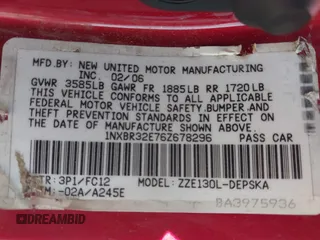 MFD.BY: NEW UNITED MOTOR MANUFACTURING
INC. 02/06
GVWR 3585LB GAWR FR 1885LB RR 1720LB
THIS VEHICLE CONFORMS TO ALL APPLICABLE
FEDERAL MOTOR VEHICLE SAFETY,BUMPER,AND
THEFT PREVENTION STANDARDS IN EFFECT ON
THE DATE OF MANUFACTURE SHOWN ABOVE.
1NXBR32E76Z678296 PASS CAR
TR: 3P1/FC12 MODEL: ZZE130L-DEPSKA
-02A/A245E
BA3975936
DREAMBID